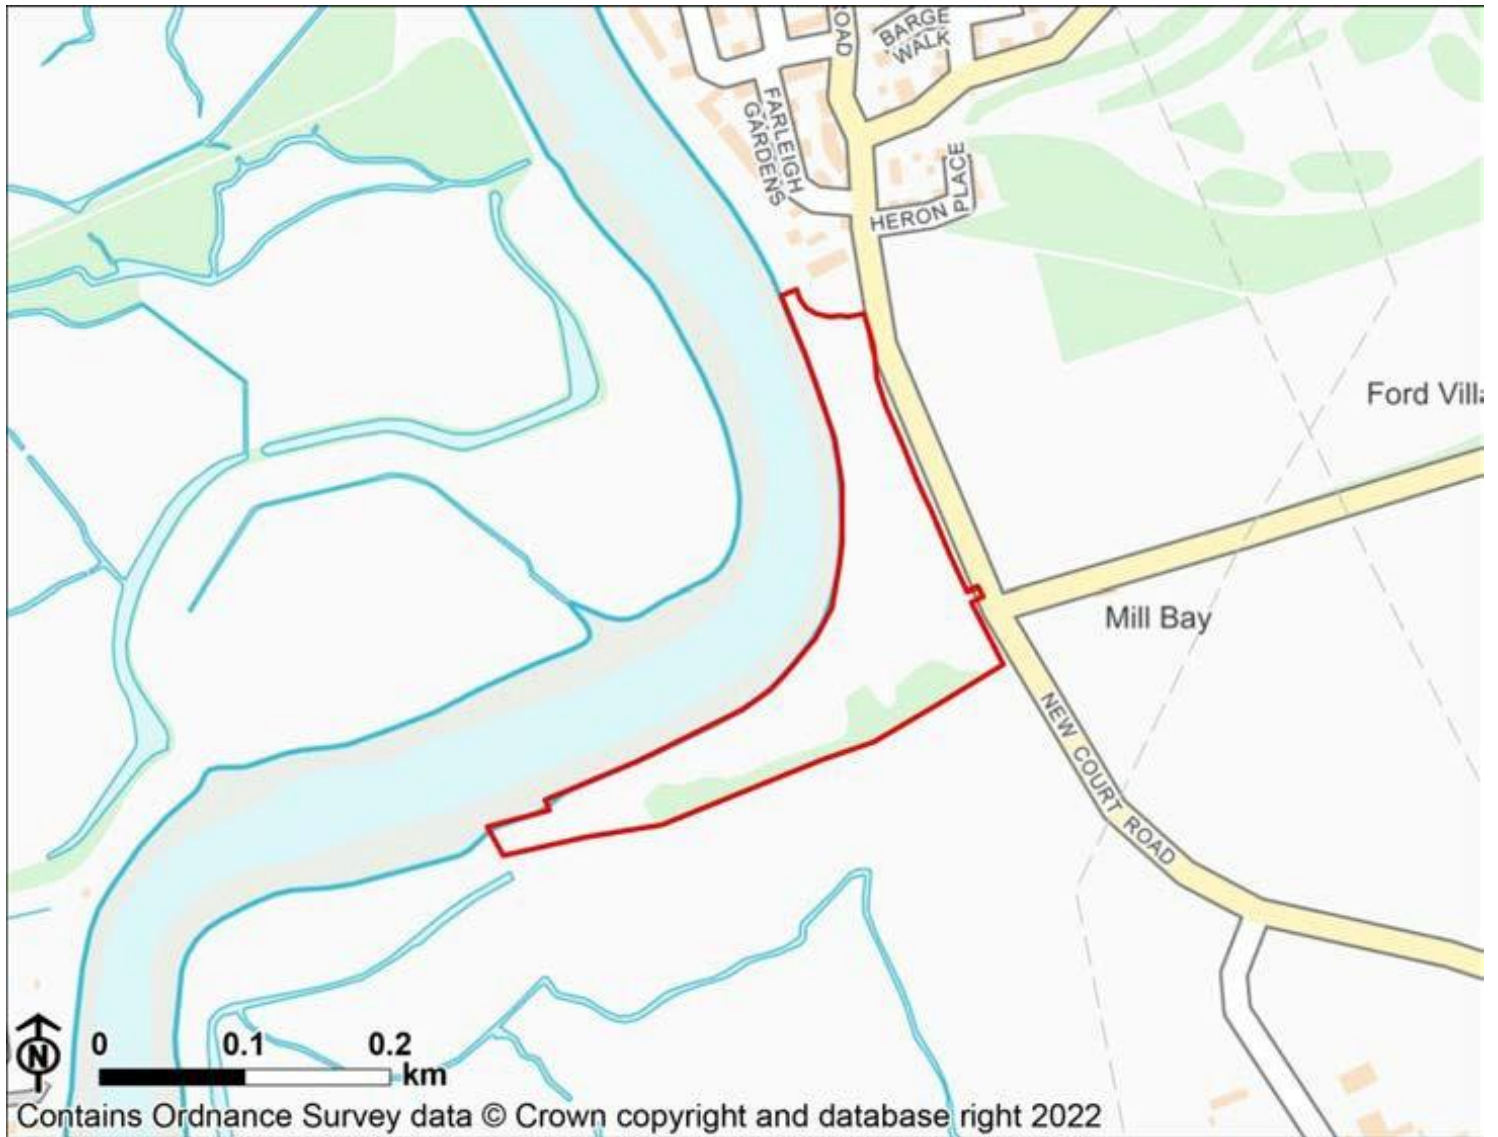 ROAD
BARGE
WALK
FARLEIGH
GARDENS
HERON
PLACE
Ford Villa
Mill Bay
NEW COURT ROAD
N
0 0.1 0.2
km
Contains Ordnance Survey data © Crown copyright and database right 2022